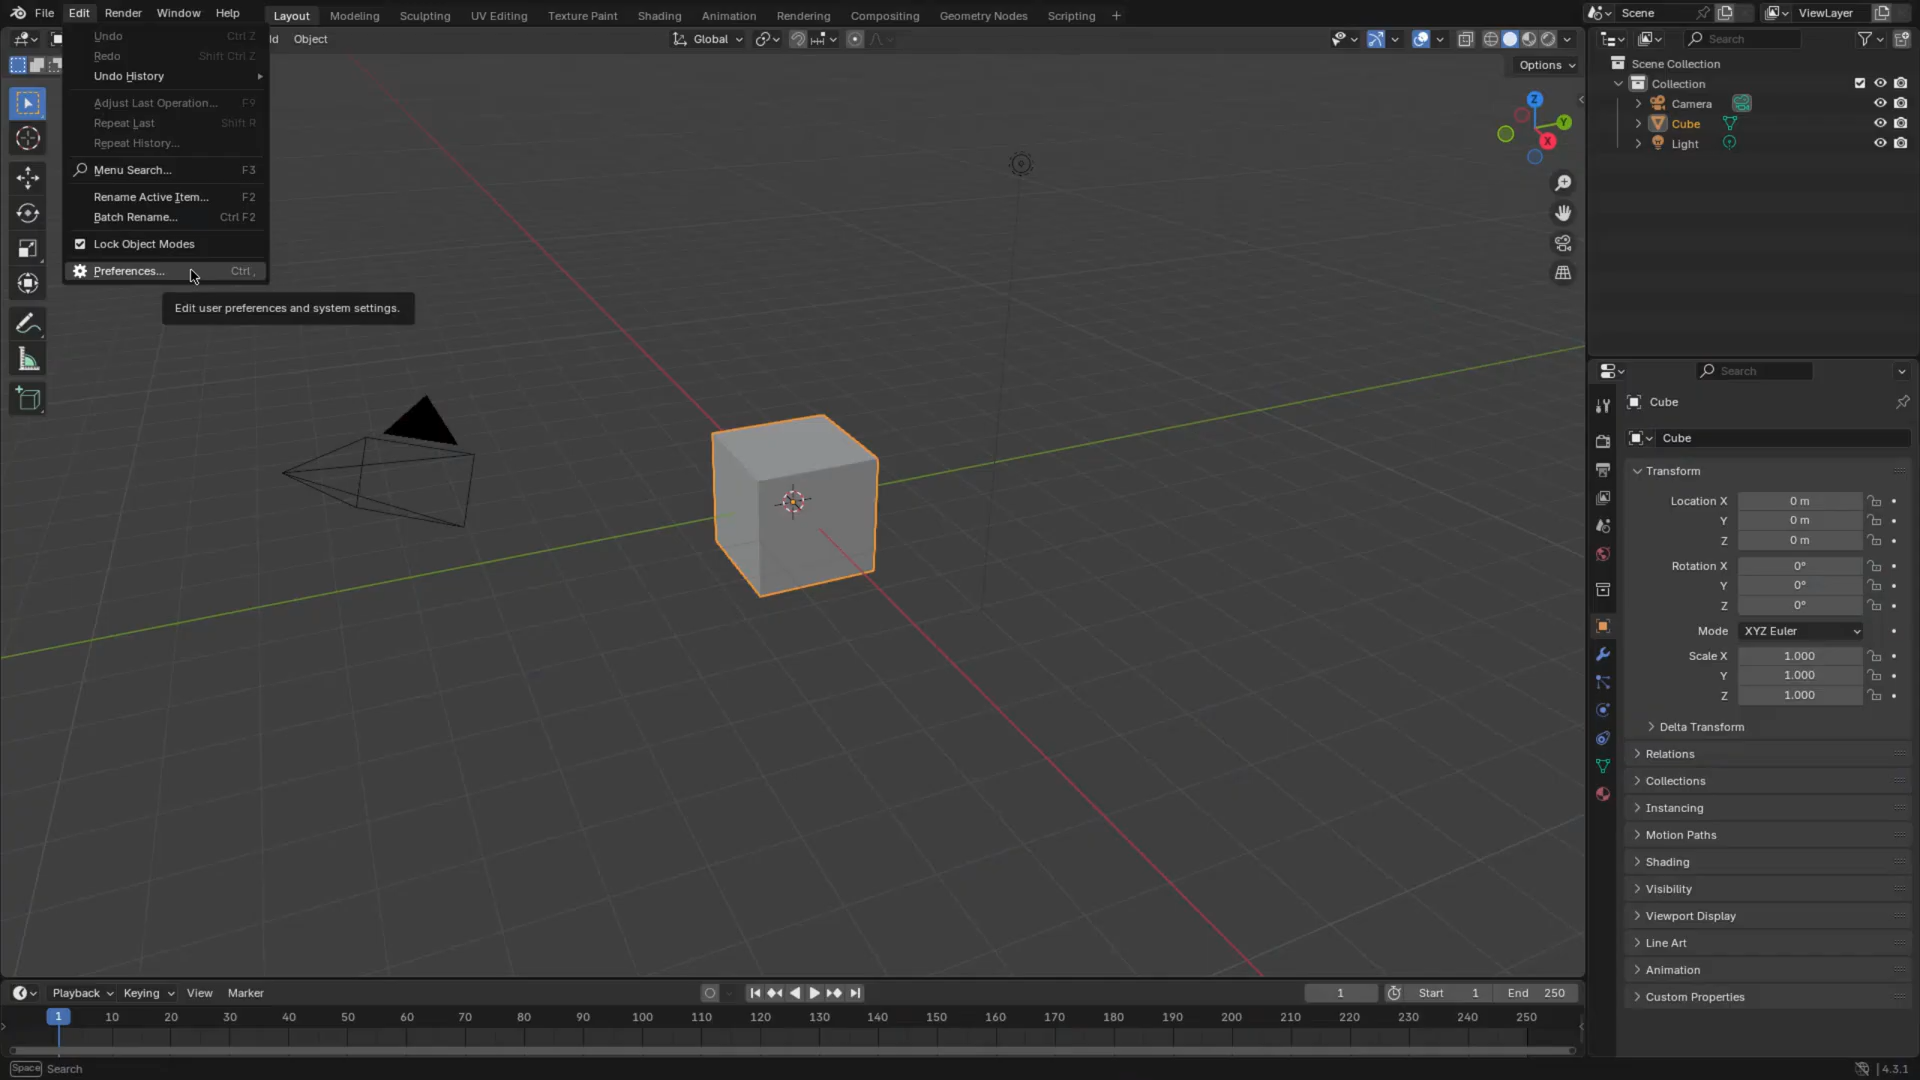 File Edit Render Window Help Layout Modeling Sculpting UV Editing Texture Paint Shading Animation Rendering Compositing Geometry Nodes Scripting + Scene ViewLayer
ld Object Global Search
Options
Undo Ctrl Z
Redo Shift Ctrl Z
Undo History
Adjust Last Operation... F9
Repeat Last Shift R
Repeat History...
Menu Search... F3
Rename Active Item... F2
Batch Rename... Ctrl F2
Lock Object Modes
Preferences... Ctrl ,
Edit user preferences and system settings.
Z
Y
X
Scene Collection
Collection
Camera
Cube
Light
Search
Cube
Cube
Transform
Location X 0 m
Y 0 m
Z 0 m
Rotation X 0°
Y 0°
Z 0°
Mode XYZ Euler
Scale X 1.000
Y 1.000
Z 1.000
Delta Transform
Relations
Collections
Instancing
Motion Paths
Shading
Visibility
Viewport Display
Line Art
Animation
Custom Properties
Playback Keying View Marker 1 Start 1 End 250
1 10 20 30 40 50 60 70 80 90 100 110 120 130 140 150 160 170 180 190 200 210 220 230 240 250
Space Search 4.3.1